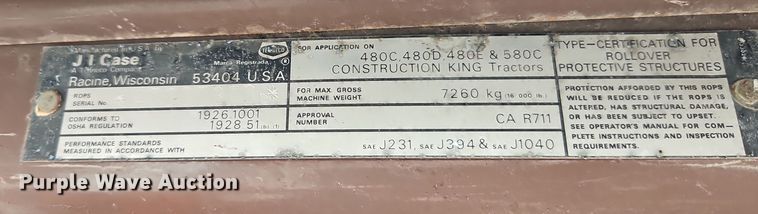 Manufactured in U.S.A. by
J I Case
A Tenneco Company
Racine, Wisconsin 53404 U.S.A.
TENNECO
Marca Registrada
ROPS
SERIAL No.
CONFORMS TO
OSHA REGULATION
1926.1001
1928 51 (b) (1)
PERFORMANCE STANDARDS
MEASURED IN ACCORDANCE WITH
SAE J231, SAE J394 & SAE J1040
FOR APPLICATION ON
480C, 480D, 480E & 580C
CONSTRUCTION KING Tractors
FOR MAX GROSS
MACHINE WEIGHT
7260 kg (16 000 lb.)
APPROVAL
NUMBER
CA R711
TYPE-CERTIFICATION FOR
ROLLOVER
PROTECTIVE STRUCTURES
PROTECTION AFFORDED BY THIS ROPS
WILL BE REDUCED IF THE ROPS IS
ALTERED, HAS STRUCTURAL DAMAGE,
OR HAS BEEN SUBJECT TO UPSET.
SEE OPERATOR'S MANUAL FOR COM-
PLETE INSTRUCTIONS AND INSPECTION
REQUIREMENTS.
Purple Wave Auction